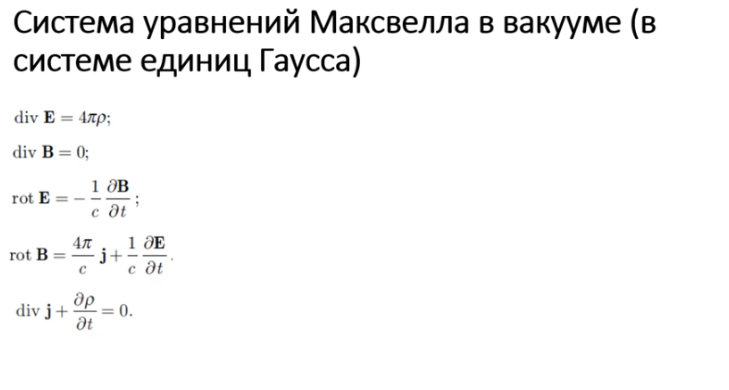 Система уравнений Максвелла в вакууме (в
системе единиц Гаусса)
div E = 4πρ;
div B = 0;
rot E = − 1/c ∂B/∂t ;
rot B = 4π/c j + 1/c ∂E/∂t .
div j + ∂ρ/∂t = 0.